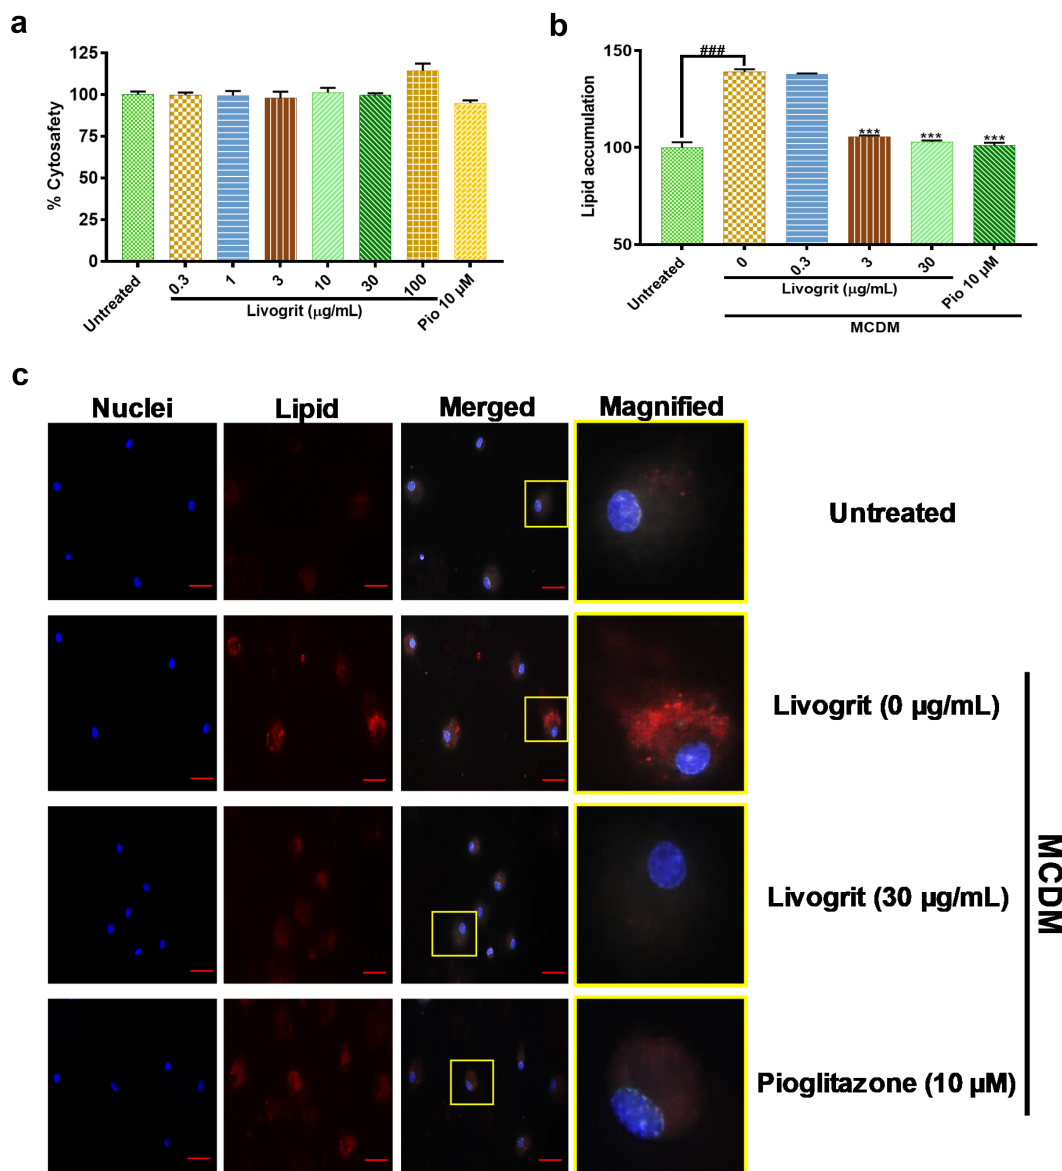 a
% Cytosafety
125
100
75
50
25
0
Untreated
0.3
1
3
10
30
100
Pio 10 µM
Livogrit (µg/mL)
b
Lipid accumulation
150
100
50
###
***
***
***
Untreated
0
0.3
3
30
Pio 10 µM
Livogrit (µg/mL)
MCDM
c
Nuclei Lipid Merged Magnified
Untreated
Livogrit (0 µg/mL)
Livogrit (30 µg/mL)
Pioglitazone (10 µM)
MCDM